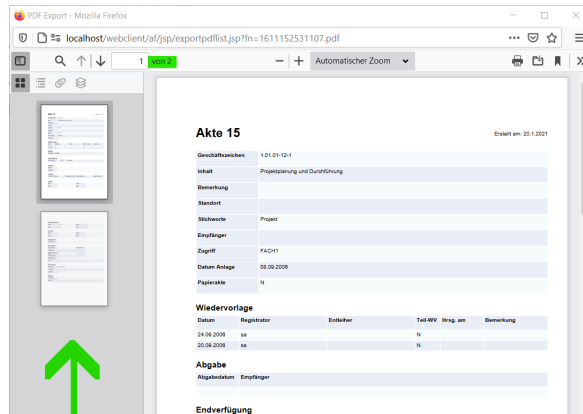 PDF Export - Mozilla Firefox
localhost/webclient/af/jsp/exportpdflist.jsp?fn=1611152531107.pdf
1 von 2 Automatischer Zoom
Akte 15 Erstellt am: 20.1.2021
Geschäftszeichen 1.01.01-12-1
Inhalt Projektplanung und Durchführung
Bemerkung
Standort
Stichworte Projekt
Empfänger
Zugriff FACH1
Datum Anlage 08.09.2006
Papierakte N
Wiedervorlage
Datum Registrator Entleiher Teil-WV Hrsg. am Bemerkung
24.09.2006 sa N
20.09.2006 sa N
Abgabe
Abgabedatum Empfänger
Endverfügung